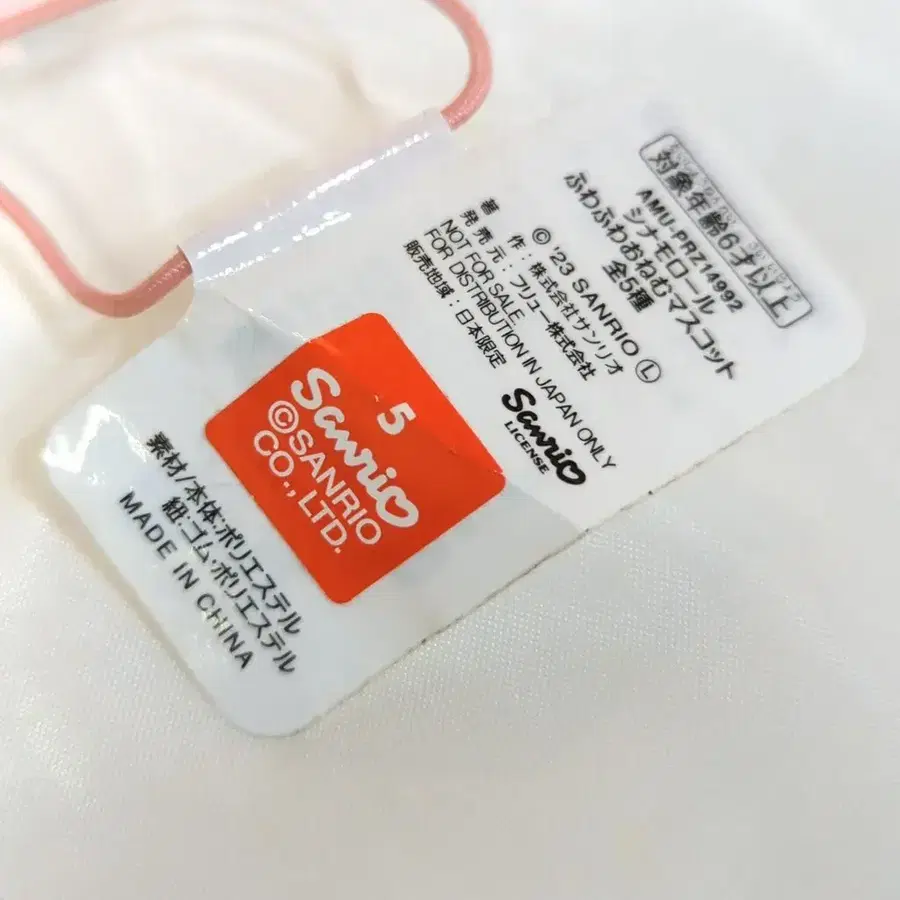 対象年齢6才以上
AMU-PRZ14992
シナモロール
ふわふわおねむマスコット
全5種
© '23 SANRIO Ⓛ
著　作：株式会社サンリオ
発売元：フリュー株式会社
NOT FOR SALE.
FOR DISTRIBUTION IN JAPAN ONLY
販売地域：日本限定
Sanrio
LICENSE
5
Sanrio
©SANRIO
CO.,LTD.
素材/本体:ポリエステル
紐:ゴム・ポリエステル
MADE IN CHINA